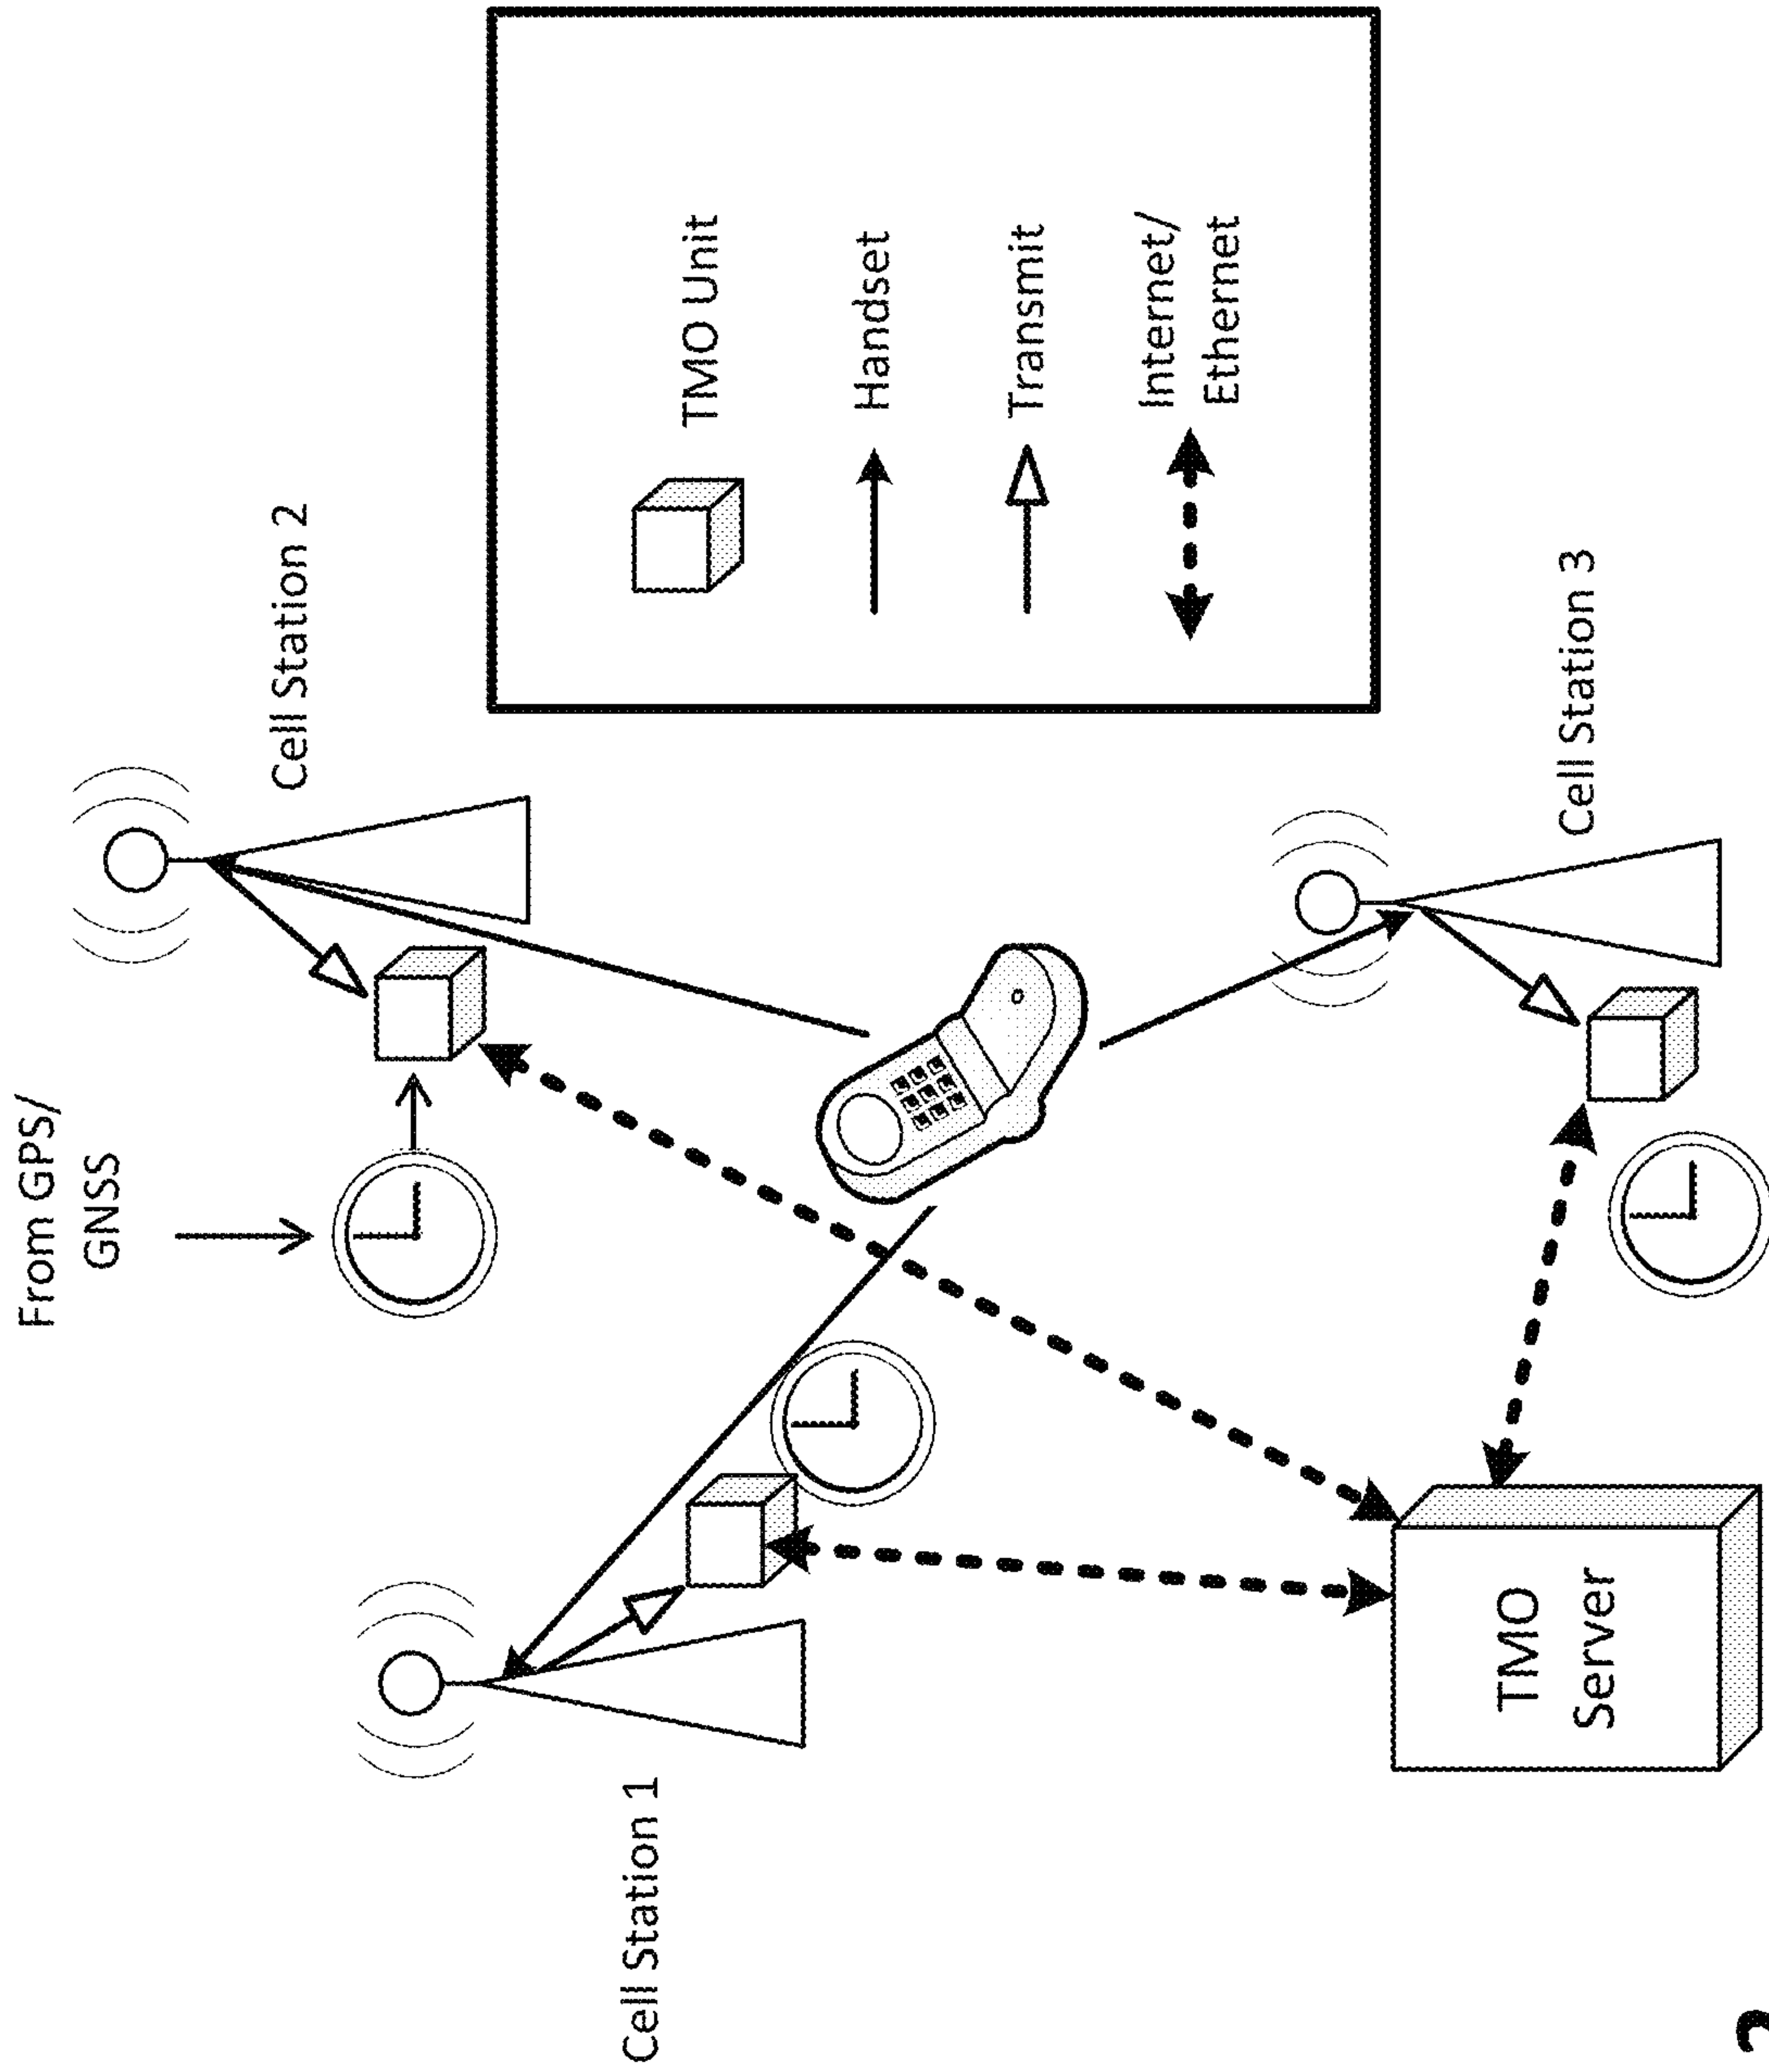 From GPS/
GNSS
Cell Station 1
Cell Station 2
TMO Unit
Handset
Transmit
Internet/
Ethernet
TMO
Server
Cell Station 3